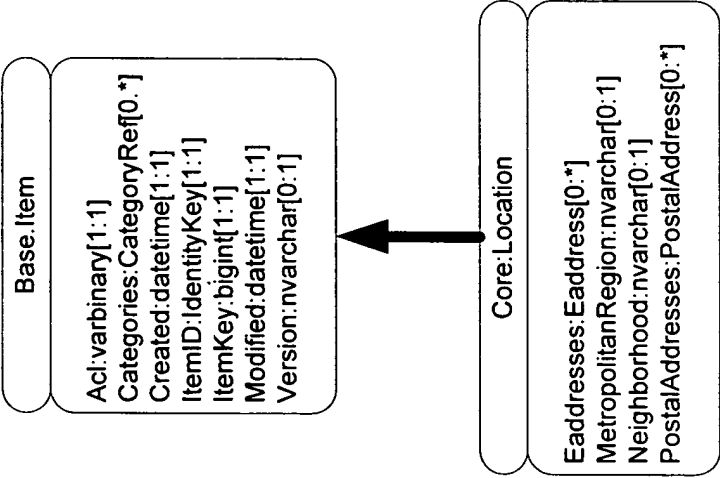 Base.Item
Acl:varbinary[1:1]
Categories:CategoryRef[0.*]
Created:datetime[1:1]
ItemID:IdentityKey[1:1]
ItemKey:bigint[1:1]
Modified:datetime[1:1]
Version:nvarchar[0:1]
Core:Location
Eaddresses:Eaddress[0:*]
MetropolitanRegion:nvarchar[0:1]
Neighborhood:nvarchar[0:1]
PostalAddresses:PostalAddress[0:*]